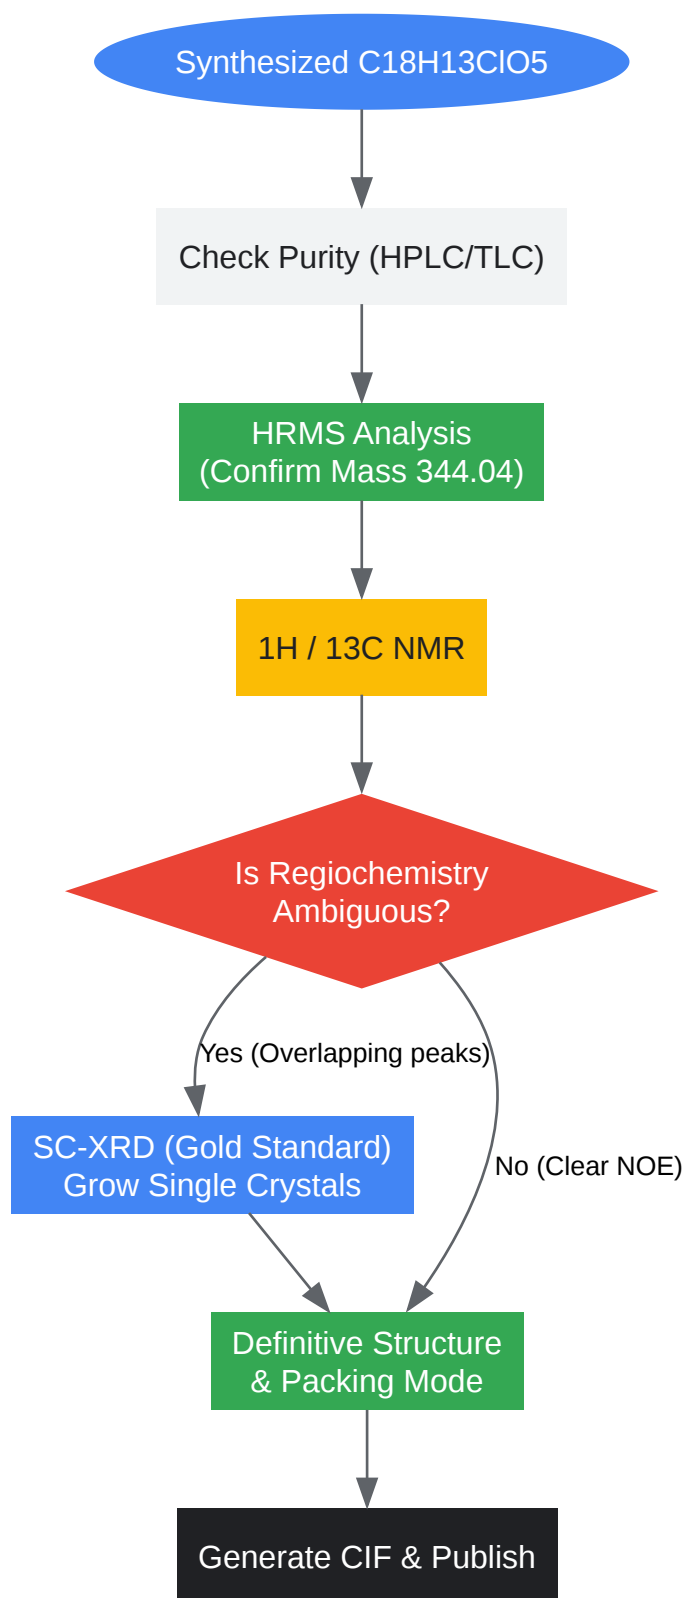 Synthesized C18H13ClO5
Check Purity (HPLC/TLC)
HRMS Analysis
(Confirm Mass 344.04)
1H / 13C NMR
Is Regiochemistry
Ambiguous?
Yes (Overlapping peaks)
SC-XRD (Gold Standard)
Grow Single Crystals
No (Clear NOE)
Definitive Structure
& Packing Mode
Generate CIF & Publish